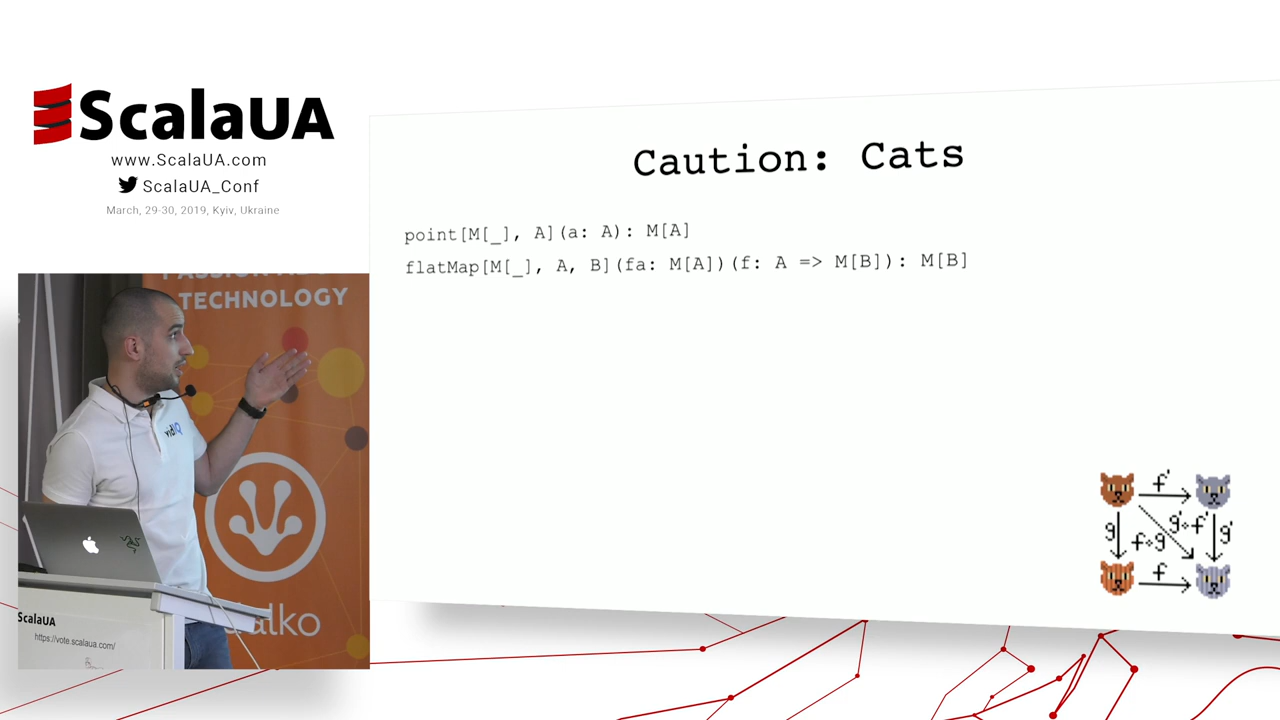 ScalaUA
www.ScalaUA.com
ScalaUA_Conf
March, 29-30, 2019, Kyiv, Ukraine
TECHNOLOGY
vidIQ
ScalaUA
https://vote.scalaua.com/
Caution: Cats
point[M[_], A](a: A): M[A]
flatMap[M[_], A, B](fa: M[A])(f: A => M[B]): M[B]
f'
g g'∘f' g'
f∘g
f